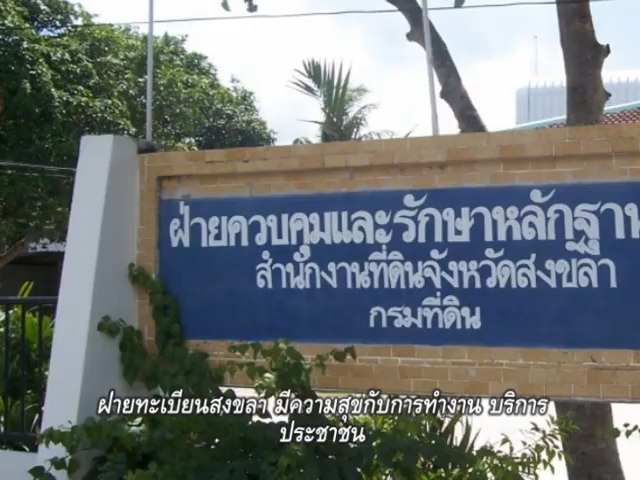 ฝ่ายควบคุมและรักษาหลักฐาน
สำนักงานที่ดินจังหวัดสงขลา
กรมที่ดิน
ฝ่ายทะเบียนสงขลา มีความสุขกับการทำงาน บริการ
ประชาชน